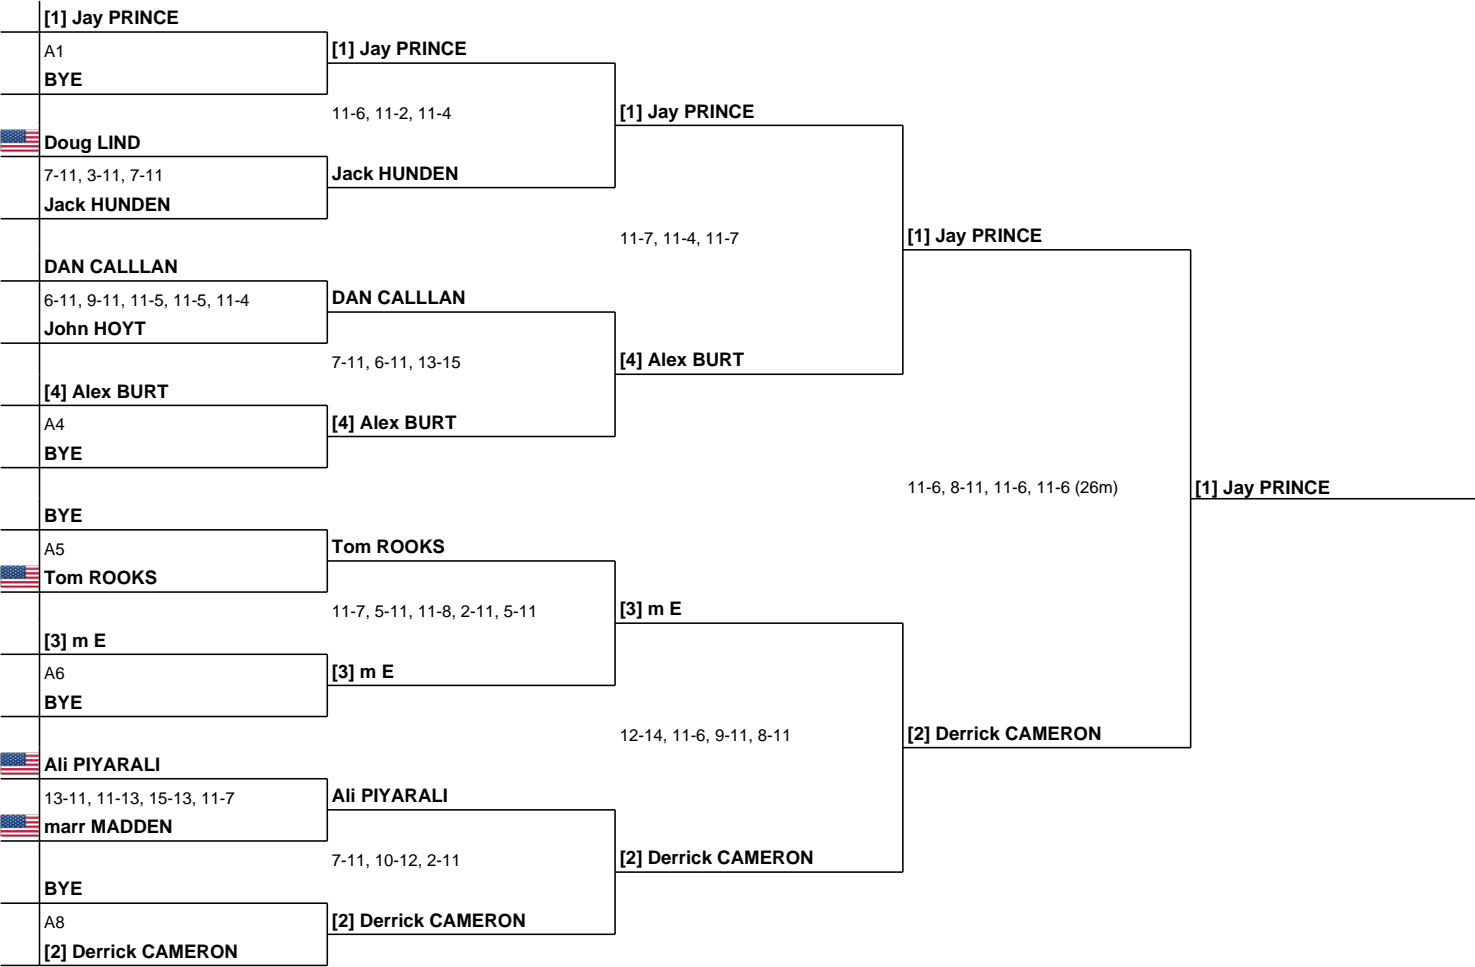 [1] Jay PRINCE
A1
[1] Jay PRINCE
BYE
11-6, 11-2, 11-4
[1] Jay PRINCE
Doug LIND
7-11, 3-11, 7-11
Jack HUNDEN
Jack HUNDEN
11-7, 11-4, 11-7
[1] Jay PRINCE
DAN CALLLAN
6-11, 9-11, 11-5, 11-5, 11-4
DAN CALLLAN
John HOYT
7-11, 6-11, 13-15
[4] Alex BURT
[4] Alex BURT
A4
[4] Alex BURT
BYE
11-6, 8-11, 11-6, 11-6 (26m)
[1] Jay PRINCE
BYE
A5
Tom ROOKS
Tom ROOKS
11-7, 5-11, 11-8, 2-11, 5-11
[3] m E
[3] m E
A6
[3] m E
BYE
12-14, 11-6, 9-11, 8-11
[2] Derrick CAMERON
Ali PIYARALI
13-11, 11-13, 15-13, 11-7
Ali PIYARALI
marr MADDEN
7-11, 10-12, 2-11
[2] Derrick CAMERON
BYE
A8
[2] Derrick CAMERON
[2] Derrick CAMERON